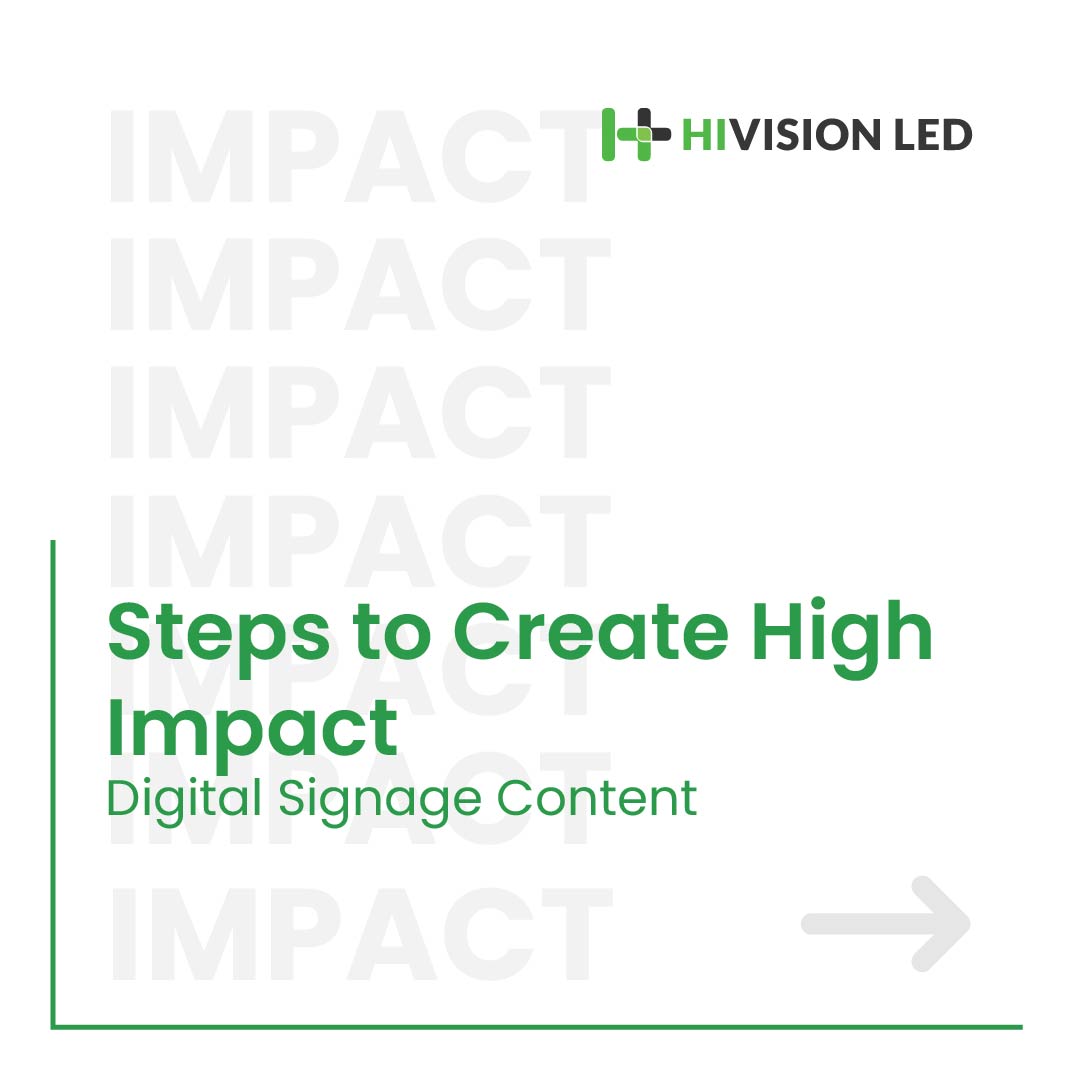 IMPACT
HIVISION LED
IMPACT
IMPACT
IMPACT
IMPACT
Steps to Create High
Impact
IMPACT
Digital Signage Content
IMPACT